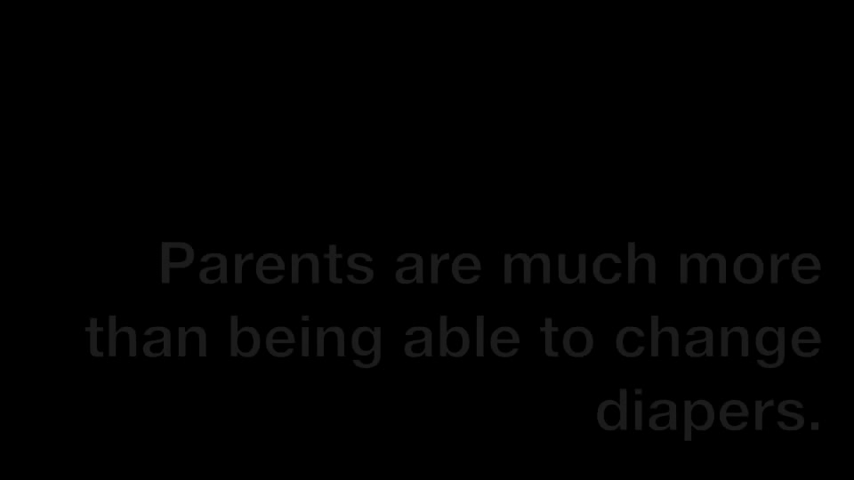 Parents are much more
than being able to change
diapers.